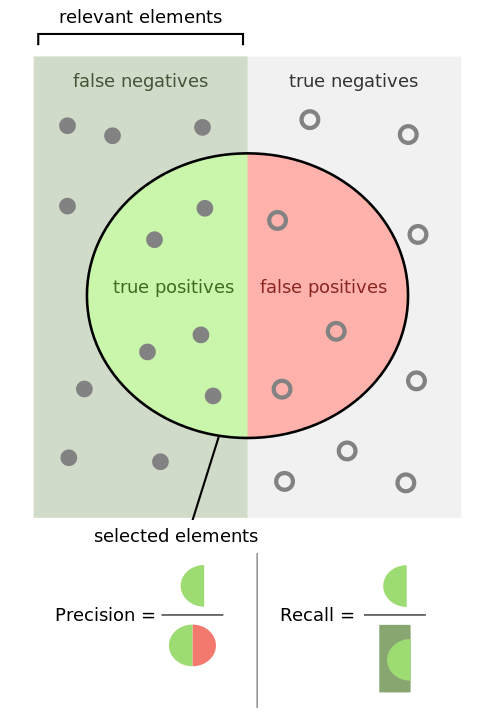 relevant elements
false negatives
true negatives
true positives
false positives
selected elements
Precision =
Recall =